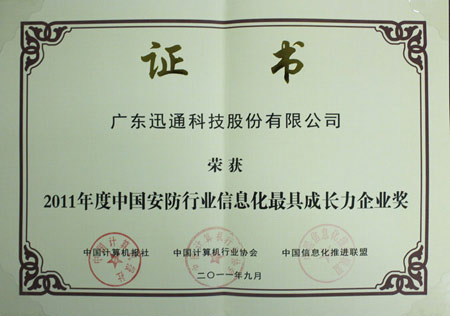 证 书
广东迅通科技股份有限公司
荣获
2011年度中国安防行业信息化最具成长力企业奖
中国计算机报社 中国计算机行业协会 中国信息化推进联盟
二〇一一年九月